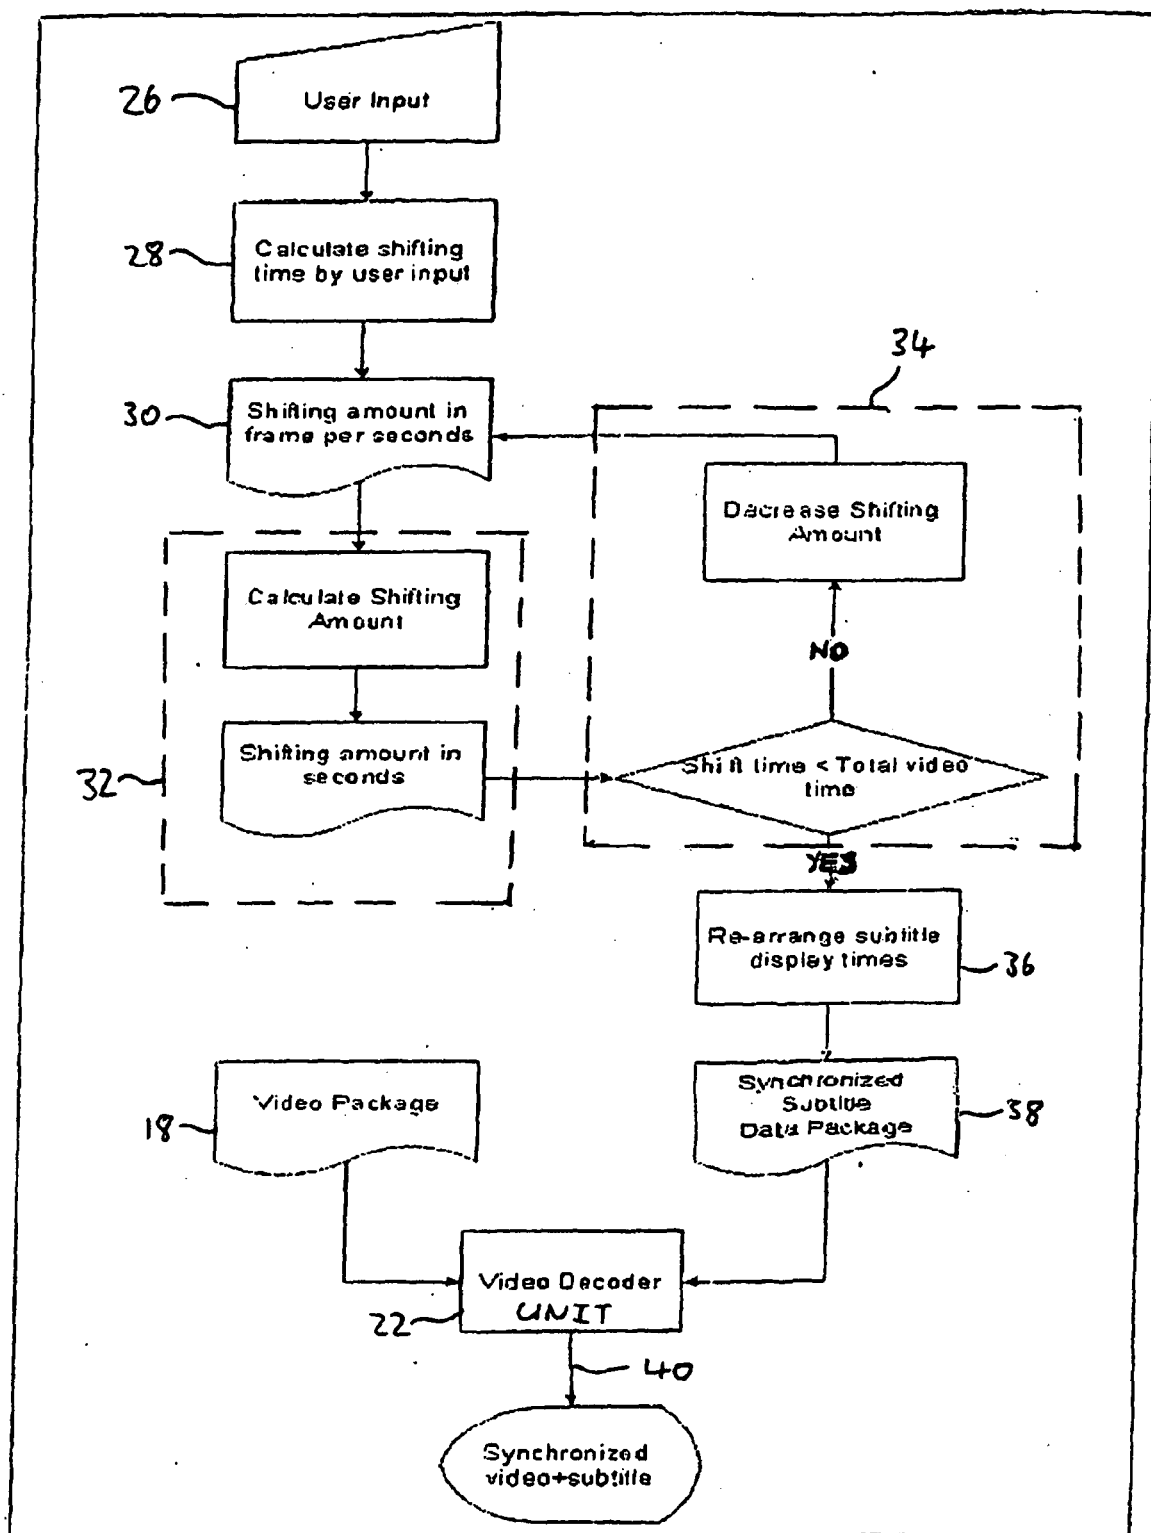 26
User Input
28
Calculate shifting
time by user input
34
30
Shifting amount in
frame per seconds
Dacrease Shifting
Amount
Calculate Shifting
Amount
NO
32
Shifting amount in
seconds
Shift time < Total video
time
YES
Re-arrange subtitle
display times
36
18
Video Package
Synchronized
Subtitle
Data Package
38
Video Decoder
UNIT
22
40
Synchronized
video+subtitle